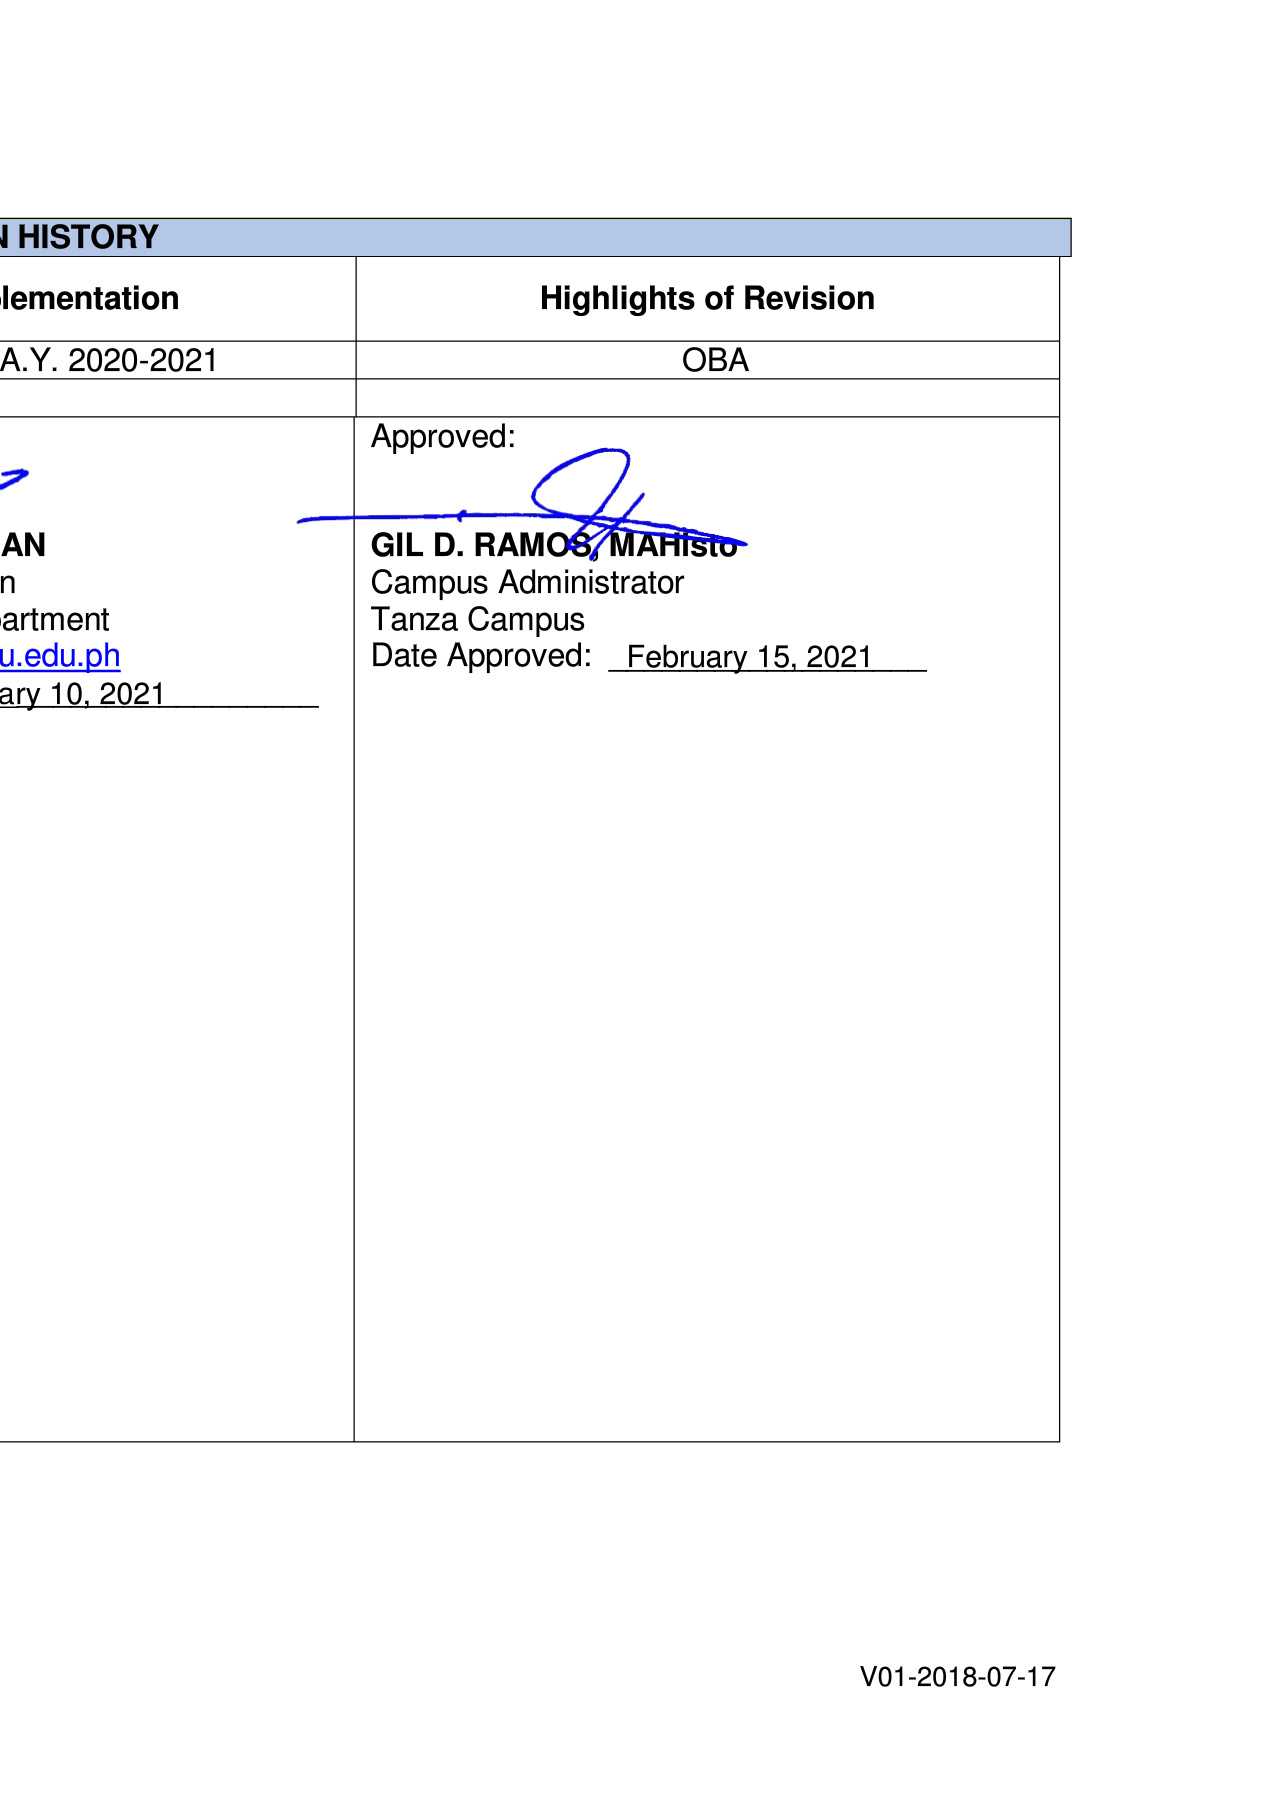 N HISTORY
lementation
Highlights of Revision
A.Y. 2020-2021
OBA
Approved:
AN
GIL D. RAMOS, MAHisto
n
Campus Administrator
artment
Tanza Campus
u.edu.ph
Date Approved: February 15, 2021
ary 10, 2021
V01-2018-07-17